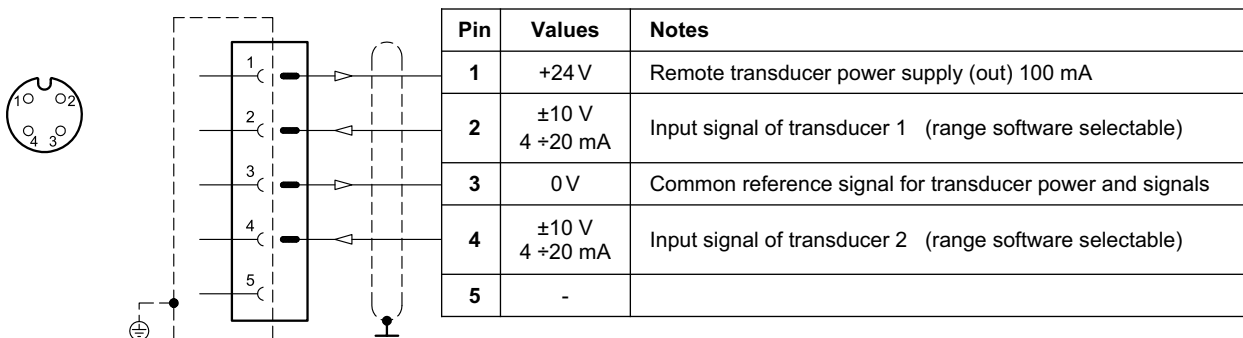 1 2
4 3
1
2
3
4
5
Pin Values Notes
1 +24 V Remote transducer power supply (out) 100 mA
2 ±10 V 4 ÷20 mA Input signal of transducer 1 (range software selectable)
3 0 V Common reference signal for transducer power and signals
4 ±10 V 4 ÷20 mA Input signal of transducer 2 (range software selectable)
5 -